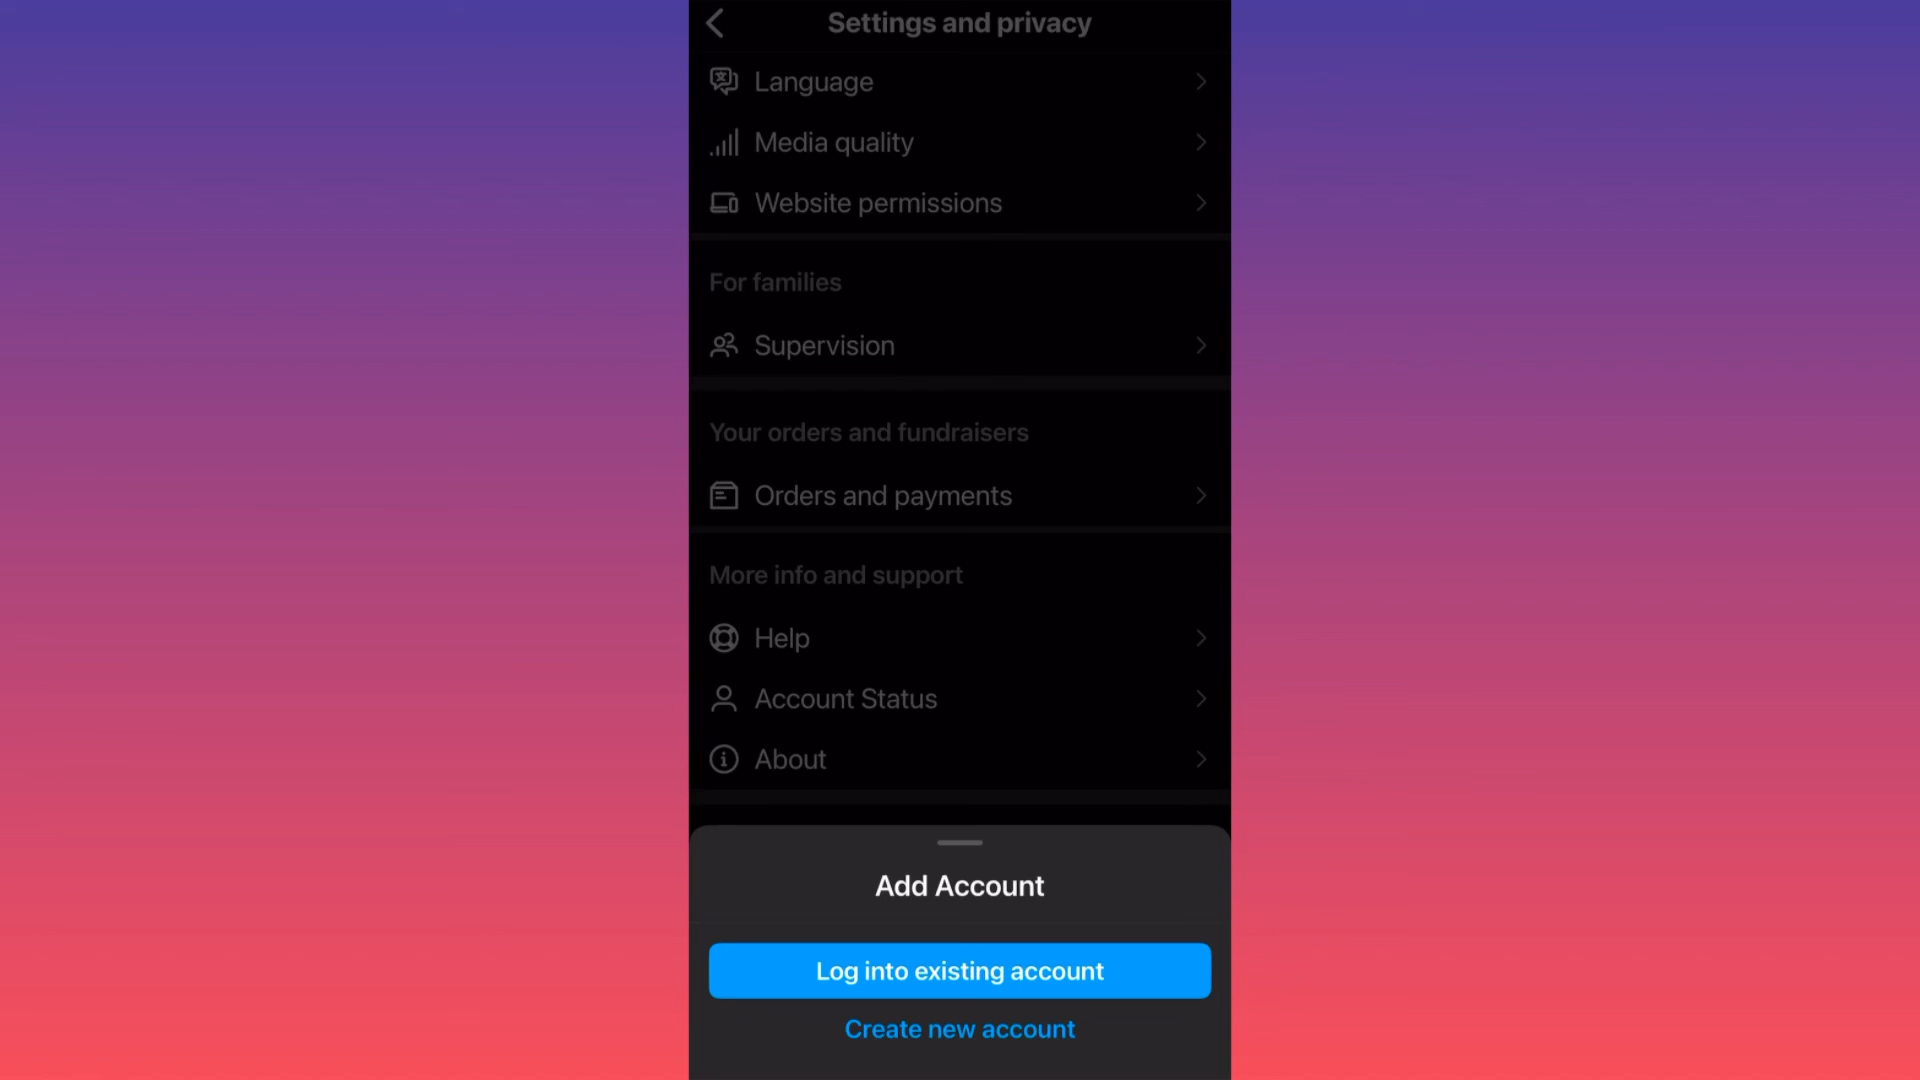 Settings and privacy
Language
Media quality
Website permissions
For families
Supervision
Your orders and fundraisers
Orders and payments
More info and support
Help
Account Status
About
Add Account
Log into existing account
Create new account